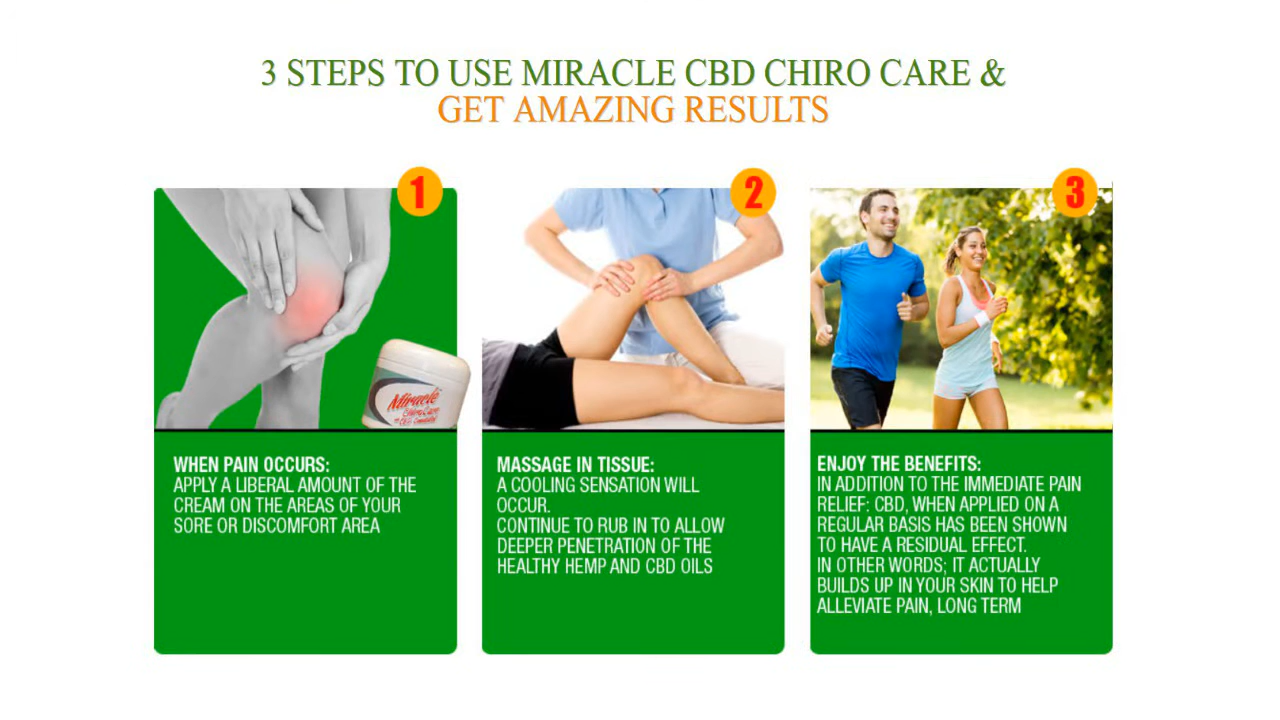 3 STEPS TO USE MIRACLE CBD CHIRO CARE &
GET AMAZING RESULTS
1
Miracle
ChiroCare
WHEN PAIN OCCURS:
APPLY A LIBERAL AMOUNT OF THE
CREAM ON THE AREAS OF YOUR
SORE OR DISCOMFORT AREA
2
MASSAGE IN TISSUE:
A COOLING SENSATION WILL
OCCUR.
CONTINUE TO RUB IN TO ALLOW
DEEPER PENETRATION OF THE
HEALTHY HEMP AND CBD OILS
3
ENJOY THE BENEFITS:
IN ADDITION TO THE IMMEDIATE PAIN
RELIEF: CBD, WHEN APPLIED ON A
REGULAR BASIS HAS BEEN SHOWN
TO HAVE A RESIDUAL EFFECT.
IN OTHER WORDS; IT ACTUALLY
BUILDS UP IN YOUR SKIN TO HELP
ALLEVIATE PAIN, LONG TERM